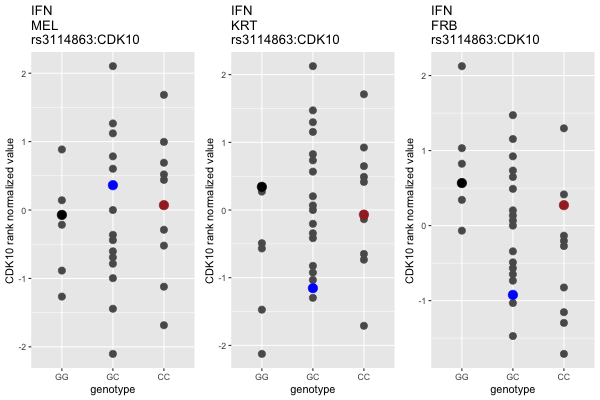 IFN
MEL
rs3114863:CDK10
CDK10 rank normalized value
2
1
0
-1
-2
GG
GC
CC
genotype
IFN
KRT
rs3114863:CDK10
CDK10 rank normalized value
2
1
0
-1
-2
GG
GC
CC
genotype
IFN
FRB
rs3114863:CDK10
CDK10 rank normalized value
2
1
0
-1
GG
GC
CC
genotype